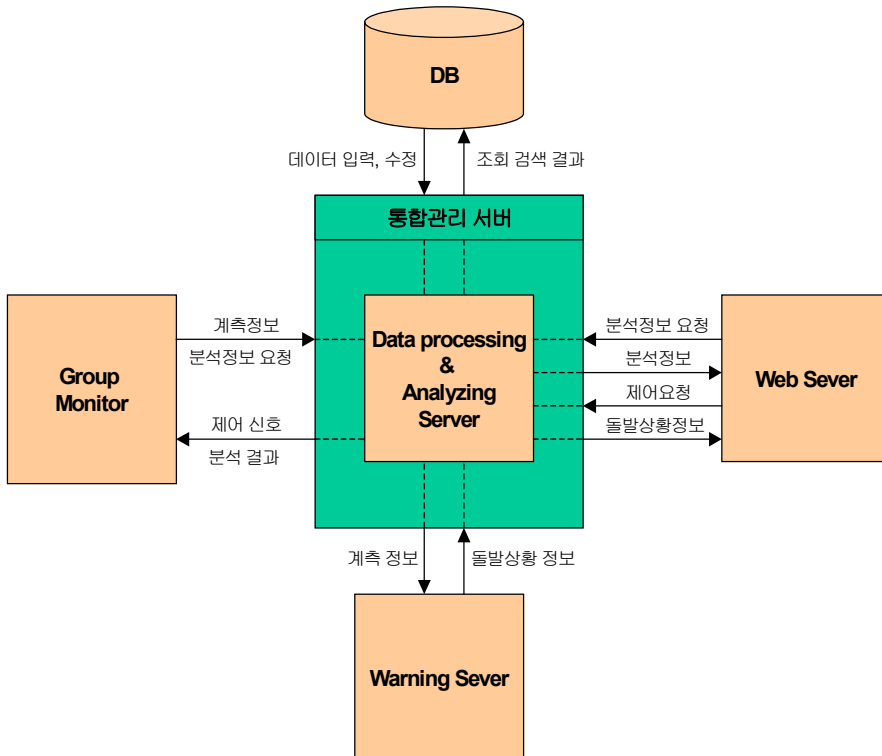 DB
데이터 입력, 수정
조회 검색 결과
통합관리 서버
Group
Monitor
계측정보
분석정보 요청
제어 신호
분석 결과
Data processing
&
Analyzing
Server
분석정보 요청
분석정보
제어요청
돌발상황정보
Web Sever
계측 정보
돌발상황 정보
Warning Sever